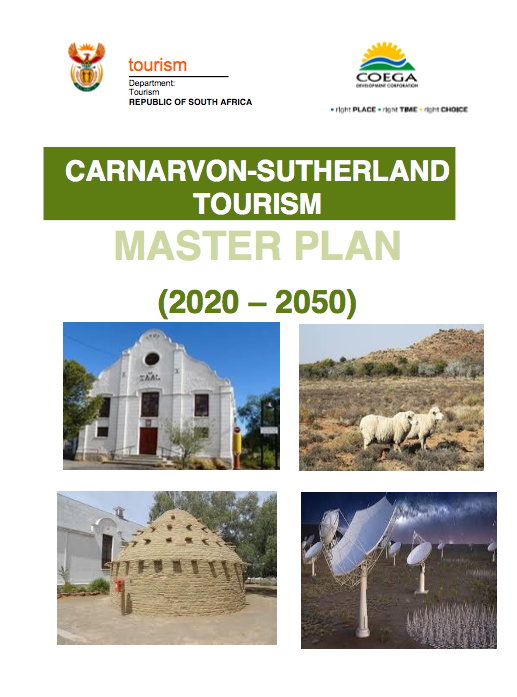 tourism
Department:
Tourism
REPUBLIC OF SOUTH AFRICA
COEGA
DEVELOPMENT CORPORATION
• right PLACE • right TIME • right CHOICE
CARNARVON-SUTHERLAND
TOURISM
MASTER PLAN
(2020 – 2050)
ZAAL